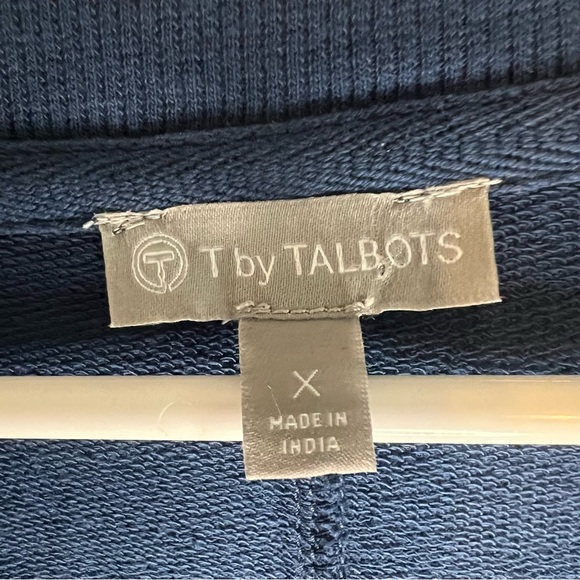 T by TALBOTS
X
MADE IN
INDIA